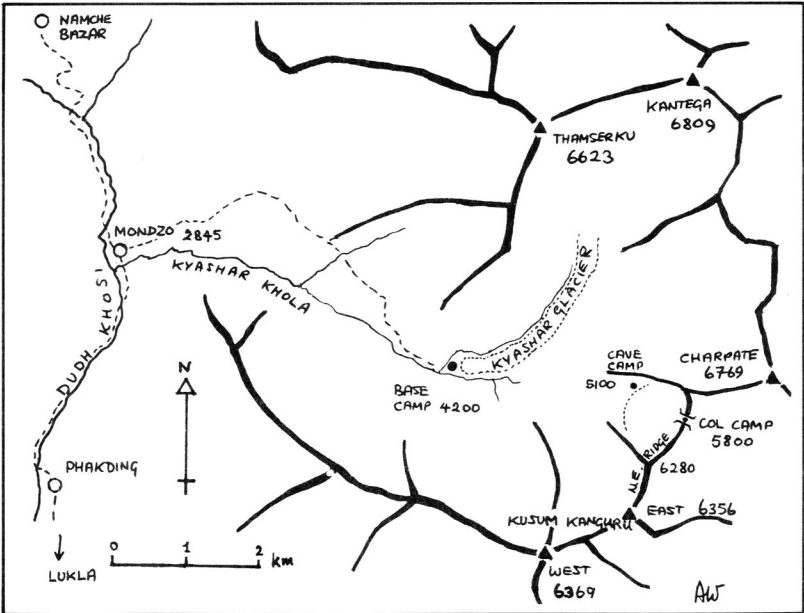 NAMCHE
BAZAR
KANTEGA
6809
THAMSERKU
6623
MONDZO 2845
KYASHAR KHOLA
DUDH KHOSI
KYASHAR GLACIER
N
CAVE
CAMP
5100
CHARPATE
6769
BASE
CAMP 4200
COL CAMP
5800
N.E. RIDGE
6280
PHAKDING
KUSUM KANGURU
EAST 6356
0 1 2 km
LUKLA
WEST
6369
AW